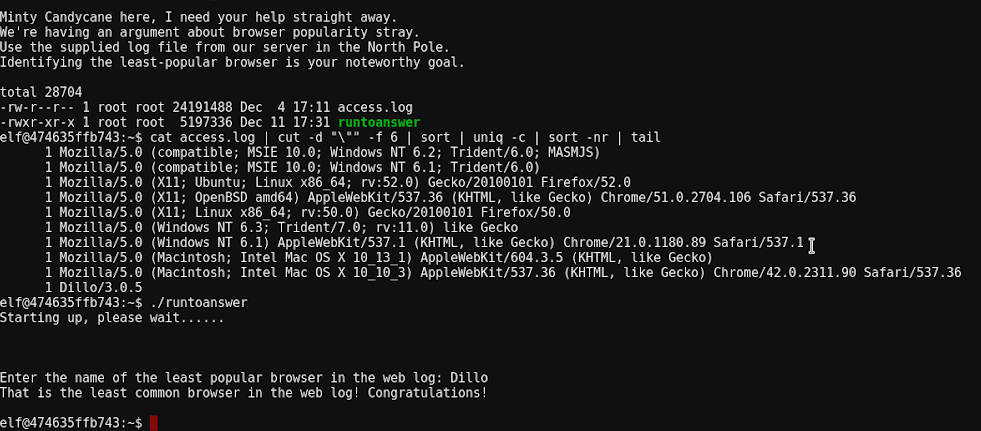 Minty Candycane here, I need your help straight away.
We're having an argument about browser popularity stray.
Use the supplied log file from our server in the North Pole.
Identifying the least-popular browser is your noteworthy goal.
total 28704
-rw-r--r-- 1 root root 24191488 Dec  4 17:11 access.log
-rwxr-xr-x 1 root root  5197336 Dec 11 17:31 runtoanswer
elf@474635ffb743:~$ cat access.log | cut -d "\"" -f 6 | sort | uniq -c | sort -nr | tail
      1 Mozilla/5.0 (compatible; MSIE 10.0; Windows NT 6.2; Trident/6.0; MASMJS)
      1 Mozilla/5.0 (compatible; MSIE 10.0; Windows NT 6.1; Trident/6.0)
      1 Mozilla/5.0 (X11; Ubuntu; Linux x86_64; rv:52.0) Gecko/20100101 Firefox/52.0
      1 Mozilla/5.0 (X11; OpenBSD amd64) AppleWebKit/537.36 (KHTML, like Gecko) Chrome/51.0.2704.106 Safari/537.36
      1 Mozilla/5.0 (X11; Linux x86_64; rv:50.0) Gecko/20100101 Firefox/50.0
      1 Mozilla/5.0 (Windows NT 6.3; Trident/7.0; rv:11.0) like Gecko
      1 Mozilla/5.0 (Windows NT 6.1) AppleWebKit/537.1 (KHTML, like Gecko) Chrome/21.0.1180.89 Safari/537.1
      1 Mozilla/5.0 (Macintosh; Intel Mac OS X 10_13_1) AppleWebKit/604.3.5 (KHTML, like Gecko)
      1 Mozilla/5.0 (Macintosh; Intel Mac OS X 10_10_3) AppleWebKit/537.36 (KHTML, like Gecko) Chrome/42.0.2311.90 Safari/537.36
      1 Dillo/3.0.5
elf@474635ffb743:~$ ./runtoanswer
Starting up, please wait......
Enter the name of the least popular browser in the web log: Dillo
That is the least common browser in the web log! Congratulations!
elf@474635ffb743:~$